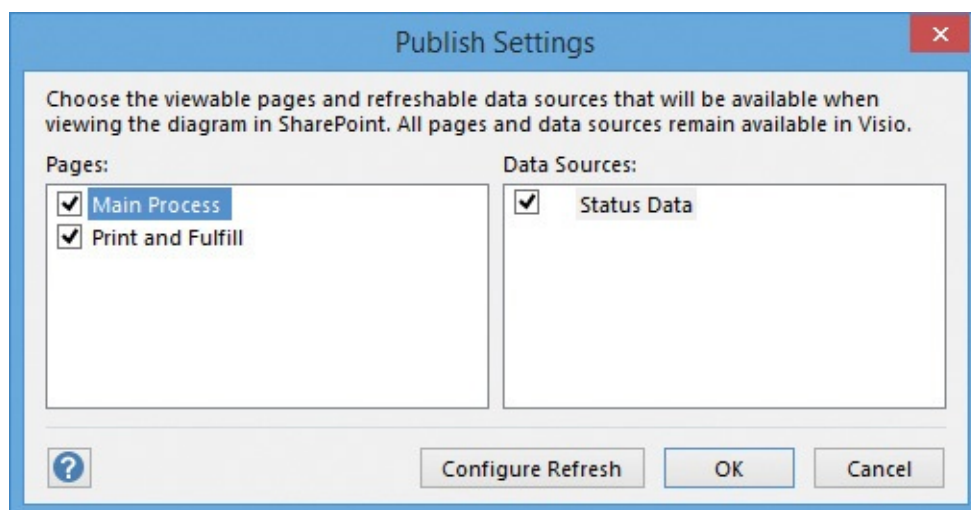 Publish Settings
Choose the viewable pages and refreshable data sources that will be available when
viewing the diagram in SharePoint. All pages and data sources remain available in Visio.
Pages:
Main Process
Print and Fulfill
Data Sources:
Status Data
?
Configure Refresh
OK
Cancel